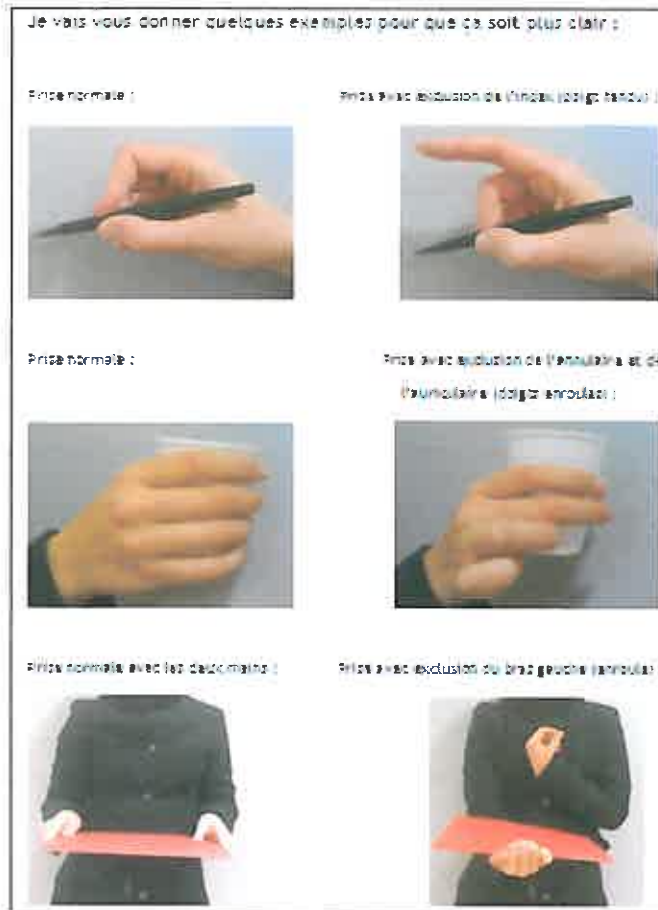 Je vais vous donner quelques exemples pour que ça soit plus clair :
Prise normale :
Prise avec exclusion de l'index (doigt tendu) :
Prise normale :
Prise avec exclusion de l'annulaire et de
l'auriculaire (doigts enroulés) :
Prise normale avec les deux mains :
Prise avec exclusion du bras gauche (enroulé)